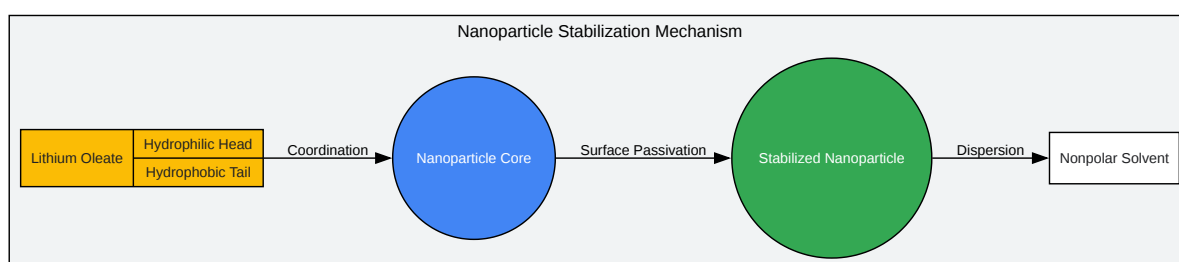 Nanoparticle Stabilization Mechanism
Lithium Oleate
Hydrophilic Head
Hydrophobic Tail
Coordination
Nanoparticle Core
Surface Passivation
Stabilized Nanoparticle
Dispersion
Nonpolar Solvent